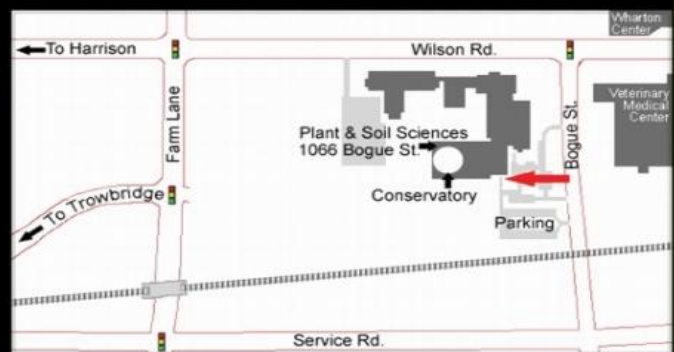 Wharton
Center
To Harrison
Wilson Rd.
Farm Lane
Veterinary
Medical
Center
Plant & Soil Sciences
1066 Bogue St.
Bogue St.
Conservatory
To Trowbridge
Parking
Service Rd.